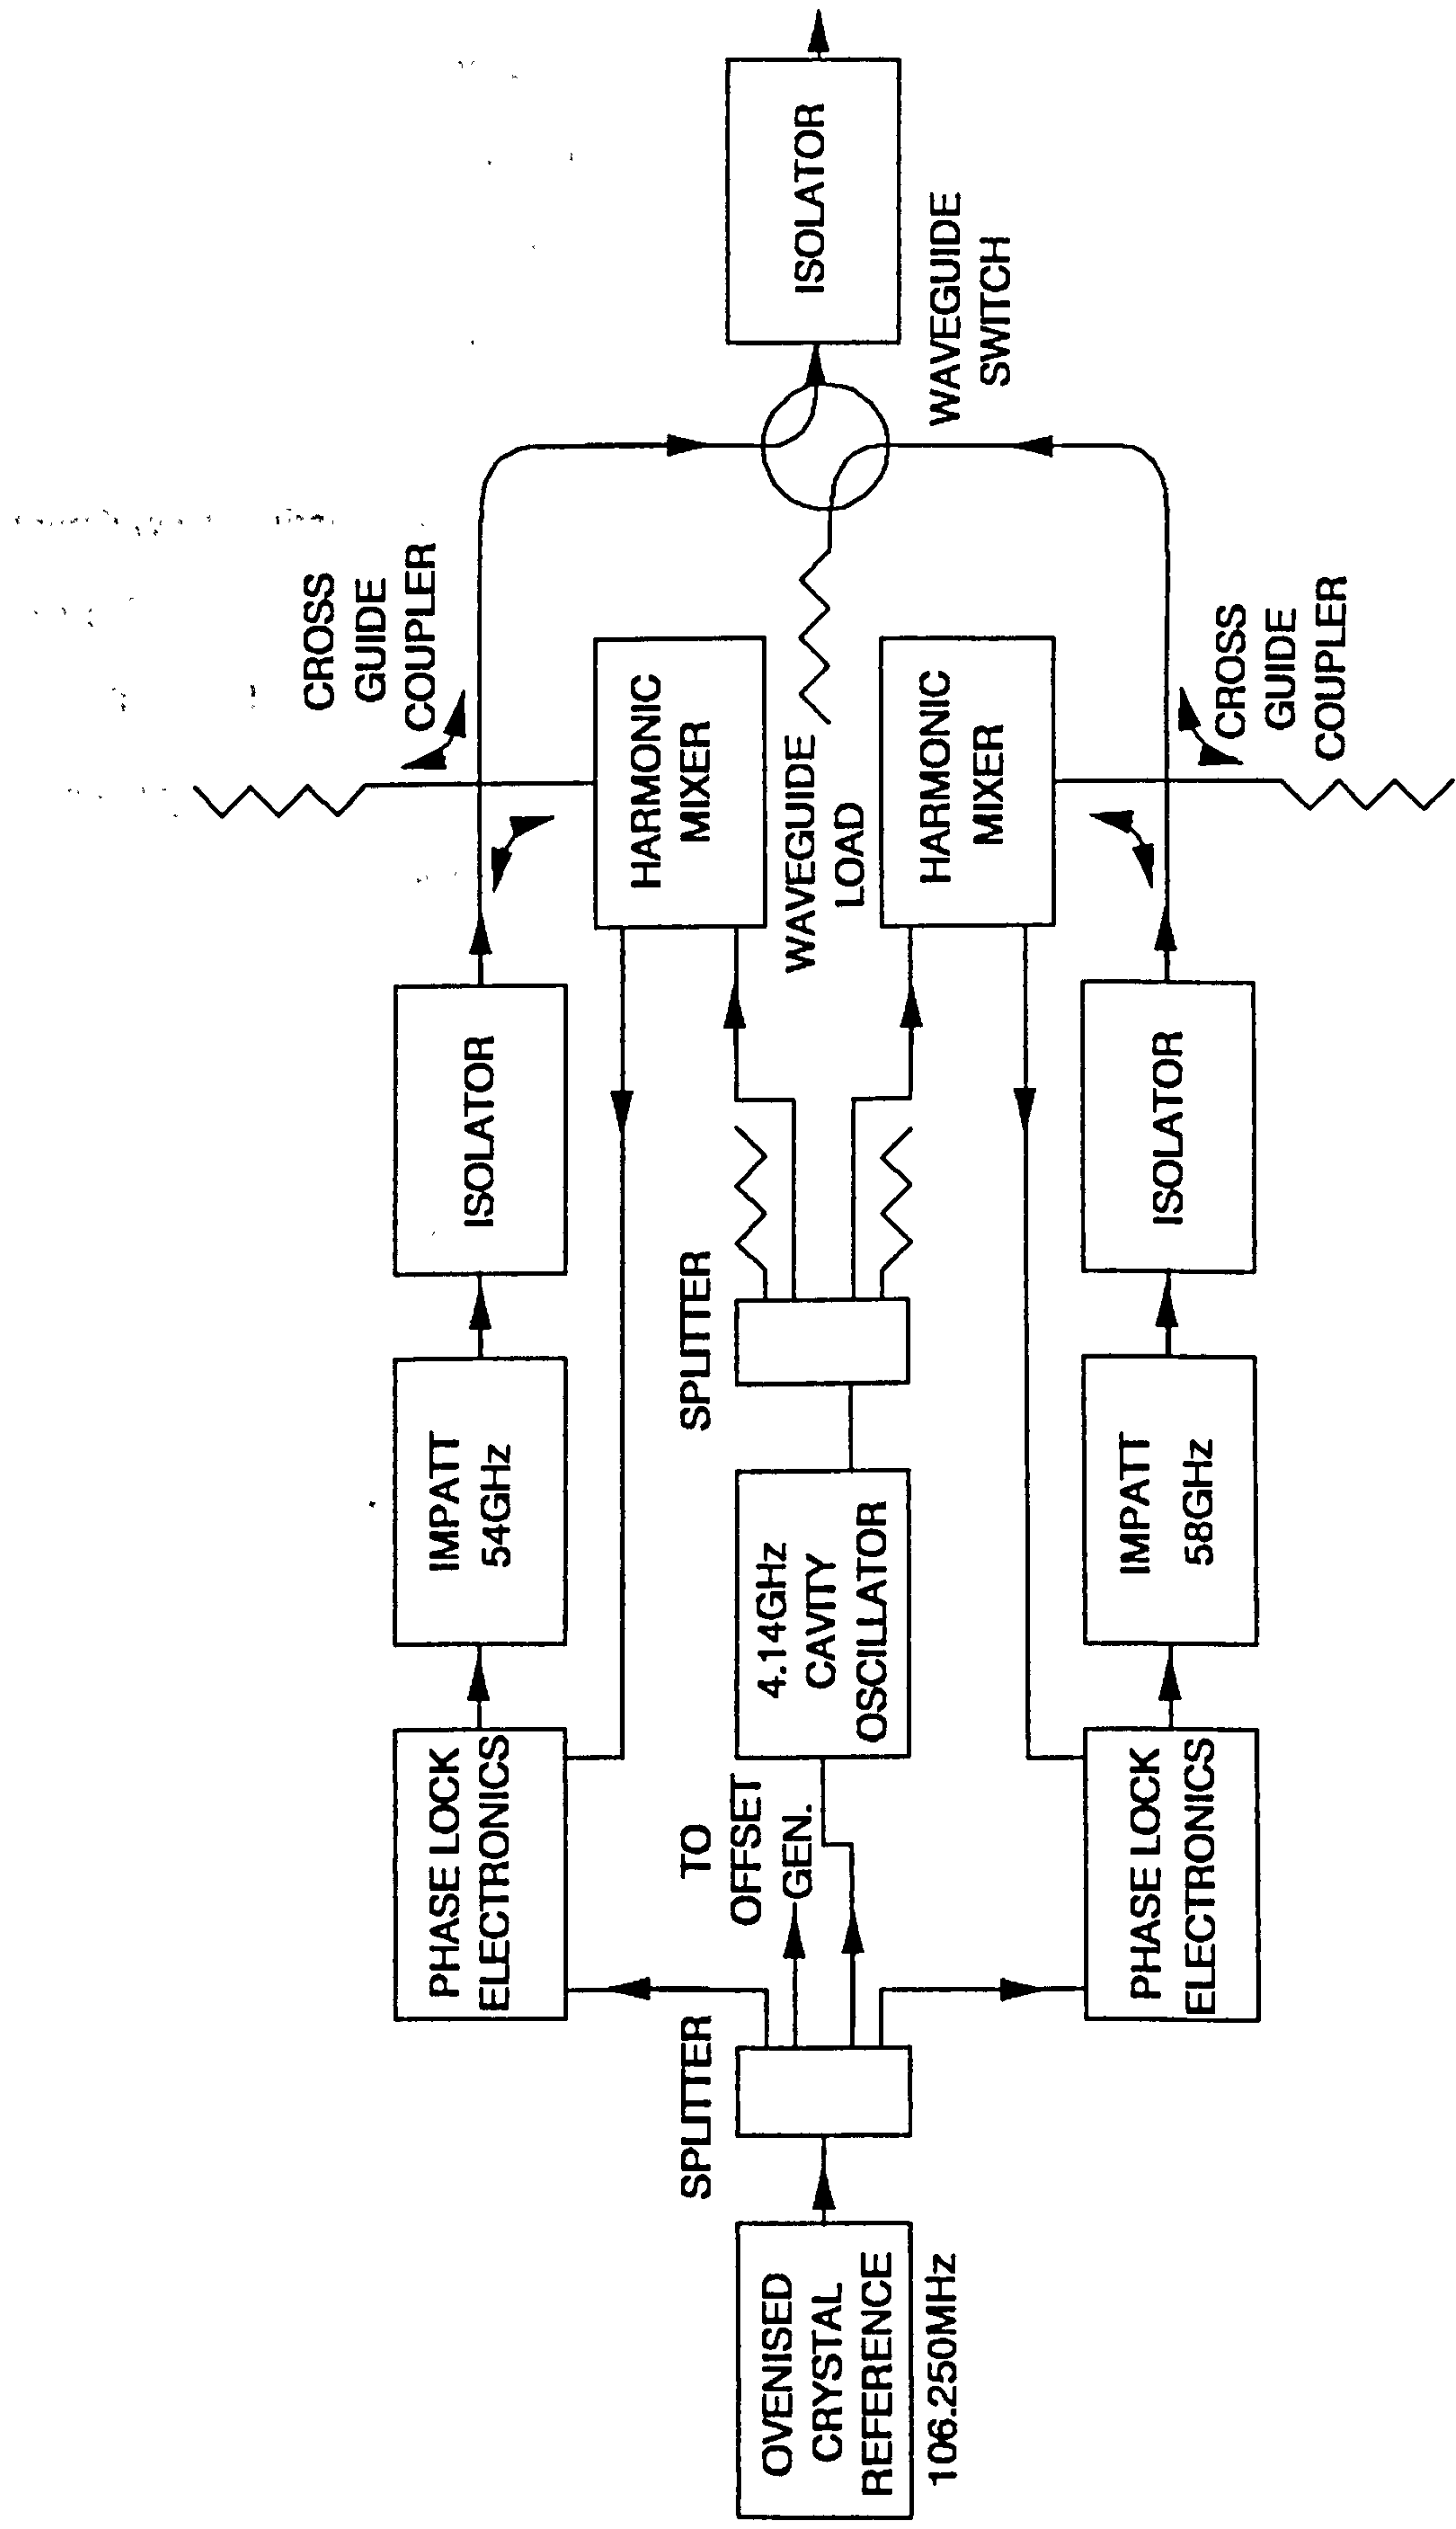 OVENISED
CRYSTAL
REFERENCE
106.250MHz
SPLITTER
PHASE LOCK
ELECTRONICS
TO
OFFSET
GEN.
PHASE LOCK
ELECTRONICS
IMPATT
54GHz
4.14GHz
CAVITY
OSCILLATOR
IMPATT
58GHz
SPLITTER
ISOLATOR
ISOLATOR
CROSS
GUIDE
COUPLER
HARMONIC
MIXER
WAVEGUIDE
LOAD
HARMONIC
MIXER
CROSS
GUIDE
COUPLER
WAVEGUIDE
SWITCH
ISOLATOR